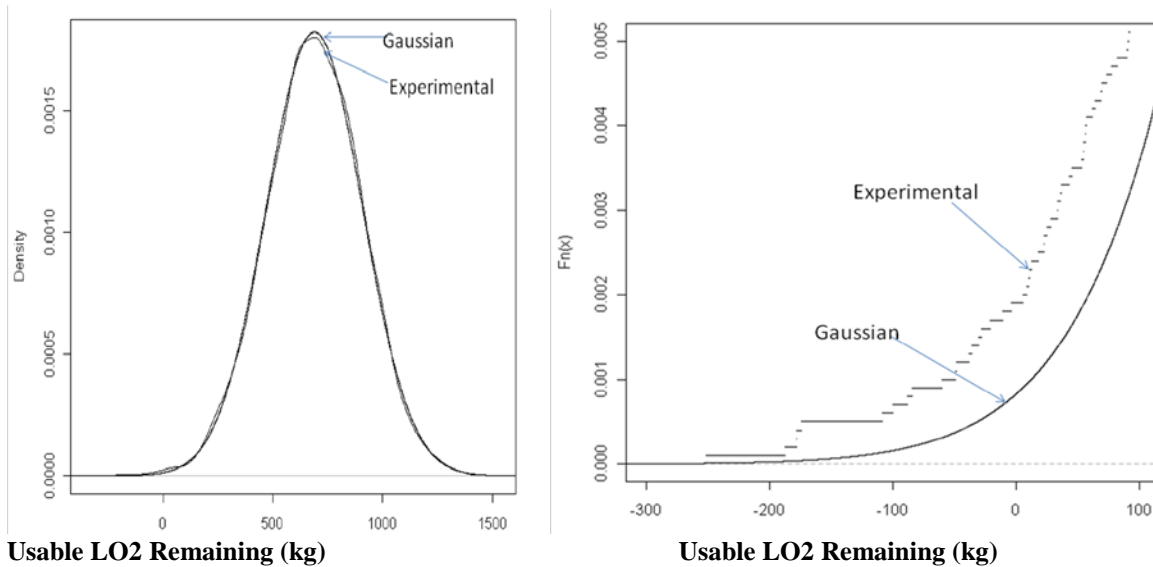 Gaussian
Experimental
Density
0.0015
0.0010
0.0005
0.0000
0 500 1000 1500
Usable LO2 Remaining (kg)
Experimental
Gaussian
Fn(x)
0.005
0.004
0.003
0.002
0.001
0.000
-300 -200 -100 0 100
Usable LO2 Remaining (kg)